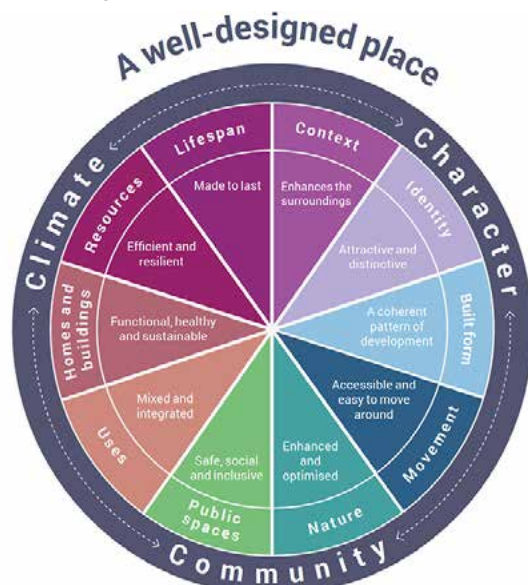 A well-designed place
Climate
Character
Community
Context
Enhances the
surroundings
Identity
Attractive and
distinctive
Built form
A coherent
pattern of
development
Movement
Accessible and
easy to move
around
Nature
Enhanced
and
optimised
Public
spaces
Safe, social
and inclusive
Uses
Mixed and
integrated
Homes and
buildings
Functional, healthy
and sustainable
Resources
Efficient and
resilient
Lifespan
Made to last